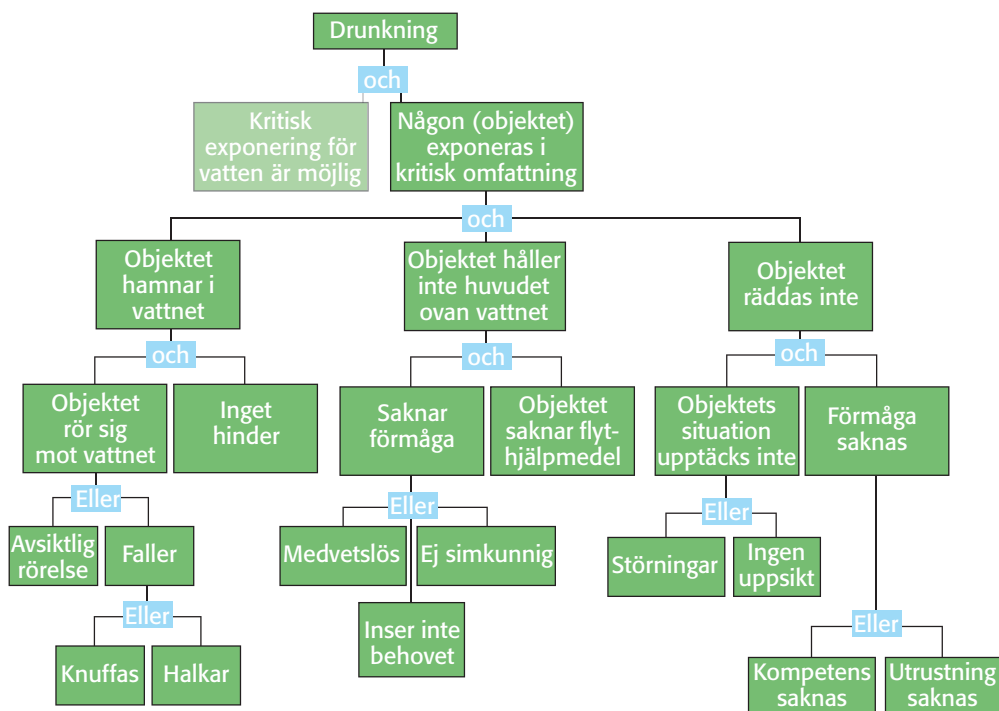 Drunkning
och
Kritisk
exponering för
vatten är möjlig
Någon (objektet)
exponeras i
kritisk omfattning
och
Objektet
hamnar i
vattnet
Objektet håller
inte huvudet
ovan vattnet
Objektet
räddas inte
och
och
och
Objektet
rör sig
mot vattnet
Inget
hinder
Saknar
förmåga
Objektet
saknar flyt-
hjälpmedel
Objektets
situation
upptäcks inte
Förmåga
saknas
Eller
Eller
Eller
Avsiktlig
rörelse
Faller
Medvetslös
Ej simkunnig
Störningar
Ingen
uppsikt
Eller
Inser inte
behovet
Eller
Knuffas
Halkar
Kompetens
saknas
Utrustning
saknas